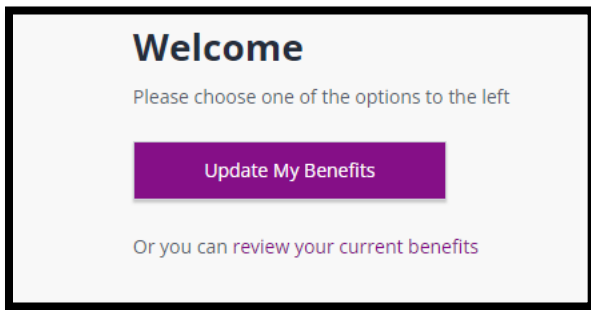 Welcome
Please choose one of the options to the left
Update My Benefits
Or you can review your current benefits